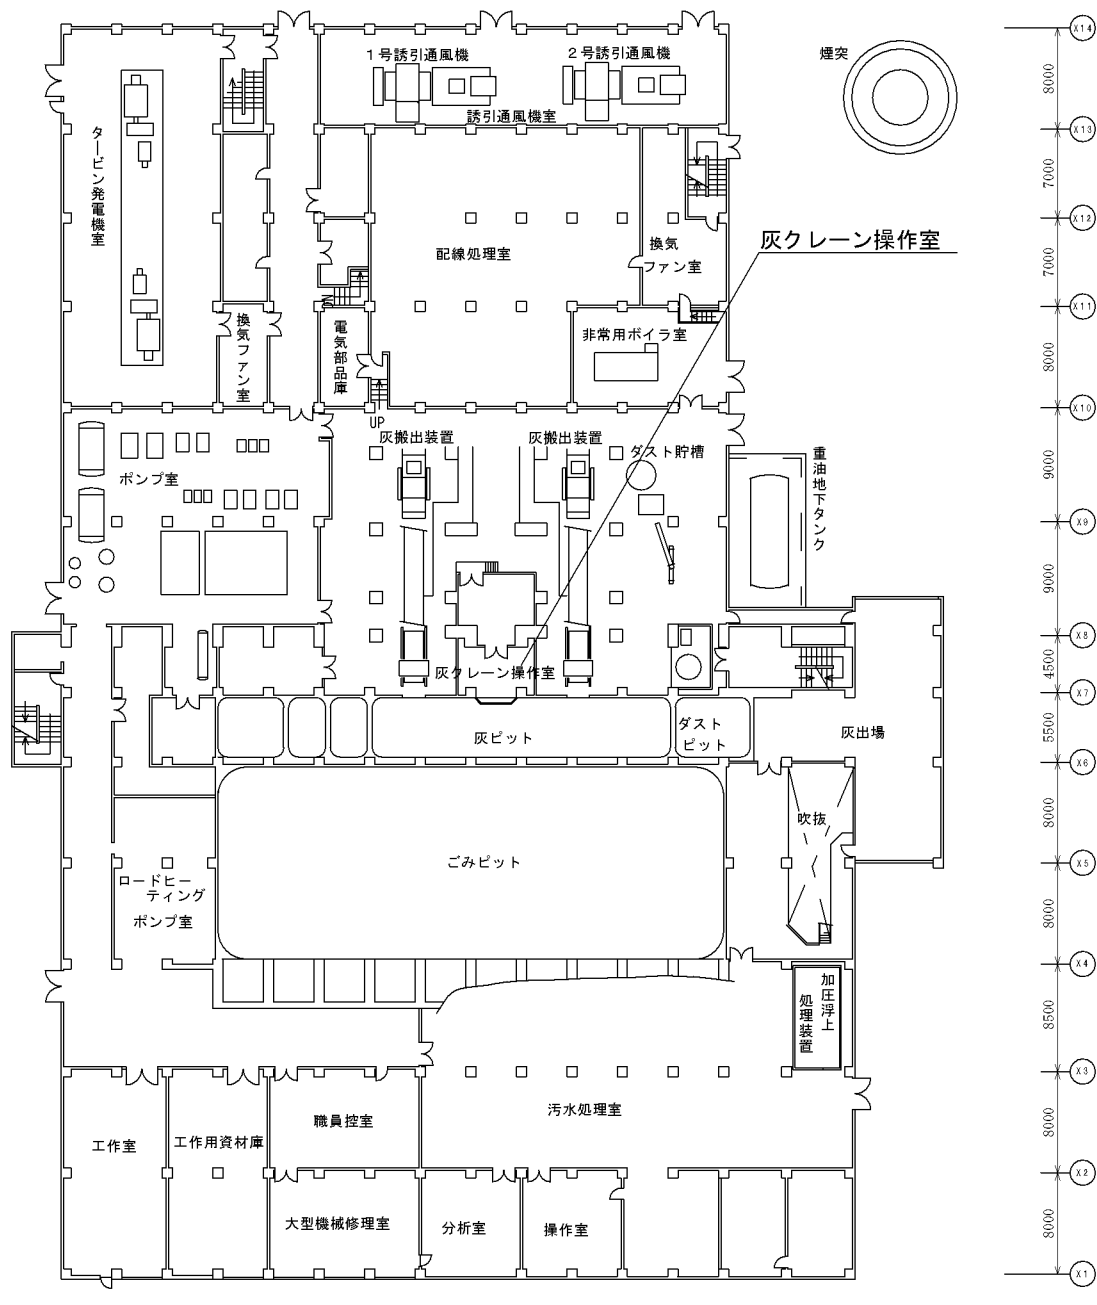 X14
8000
X13
7000
X12
7000
X11
8000
X10
9000
X9
9000
X8
4500
X7
5500
X6
8000
X5
8000
X4
8500
X3
8000
X2
8000
X1
煙突
1号誘引通風機
2号誘引通風機
誘引通風機室
タービン発電機室
配線処理室
換気
ファン室
灰クレーン操作室
DN
換気ファン室
電気部品庫
非常用ボイラ室
UP
灰搬出装置
灰搬出装置
ダスト貯槽
ポンプ室
重油地下タンク
灰クレーン操作室
灰ピット
ダスト
ピット
灰出場
吹抜
ごみピット
ロードヒー
ティング
ポンプ室
加圧浮上
処理装置
汚水処理室
職員控室
工作室
工作用資材庫
大型機械修理室
分析室
操作室